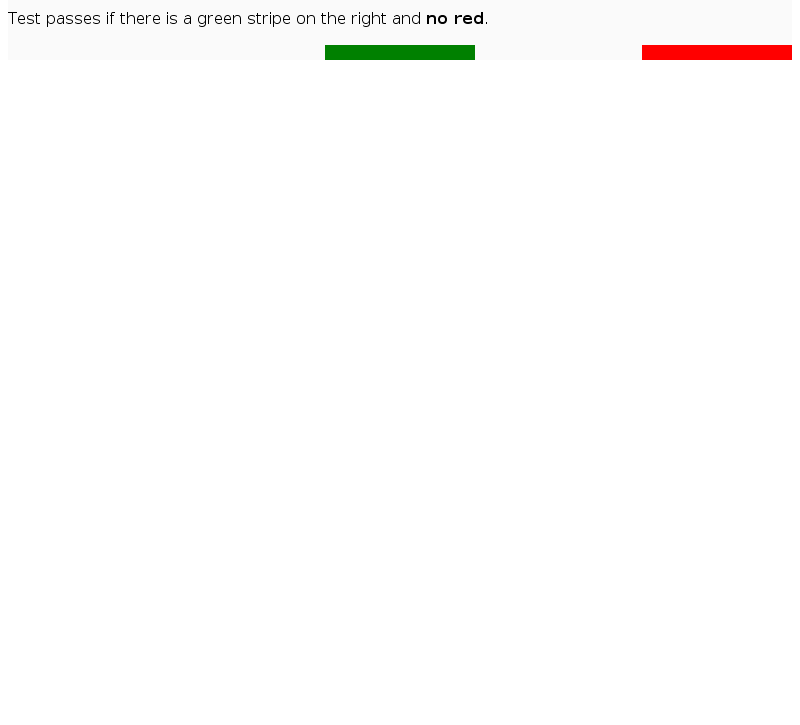 Test passes if there is a green stripe on the right and no red.